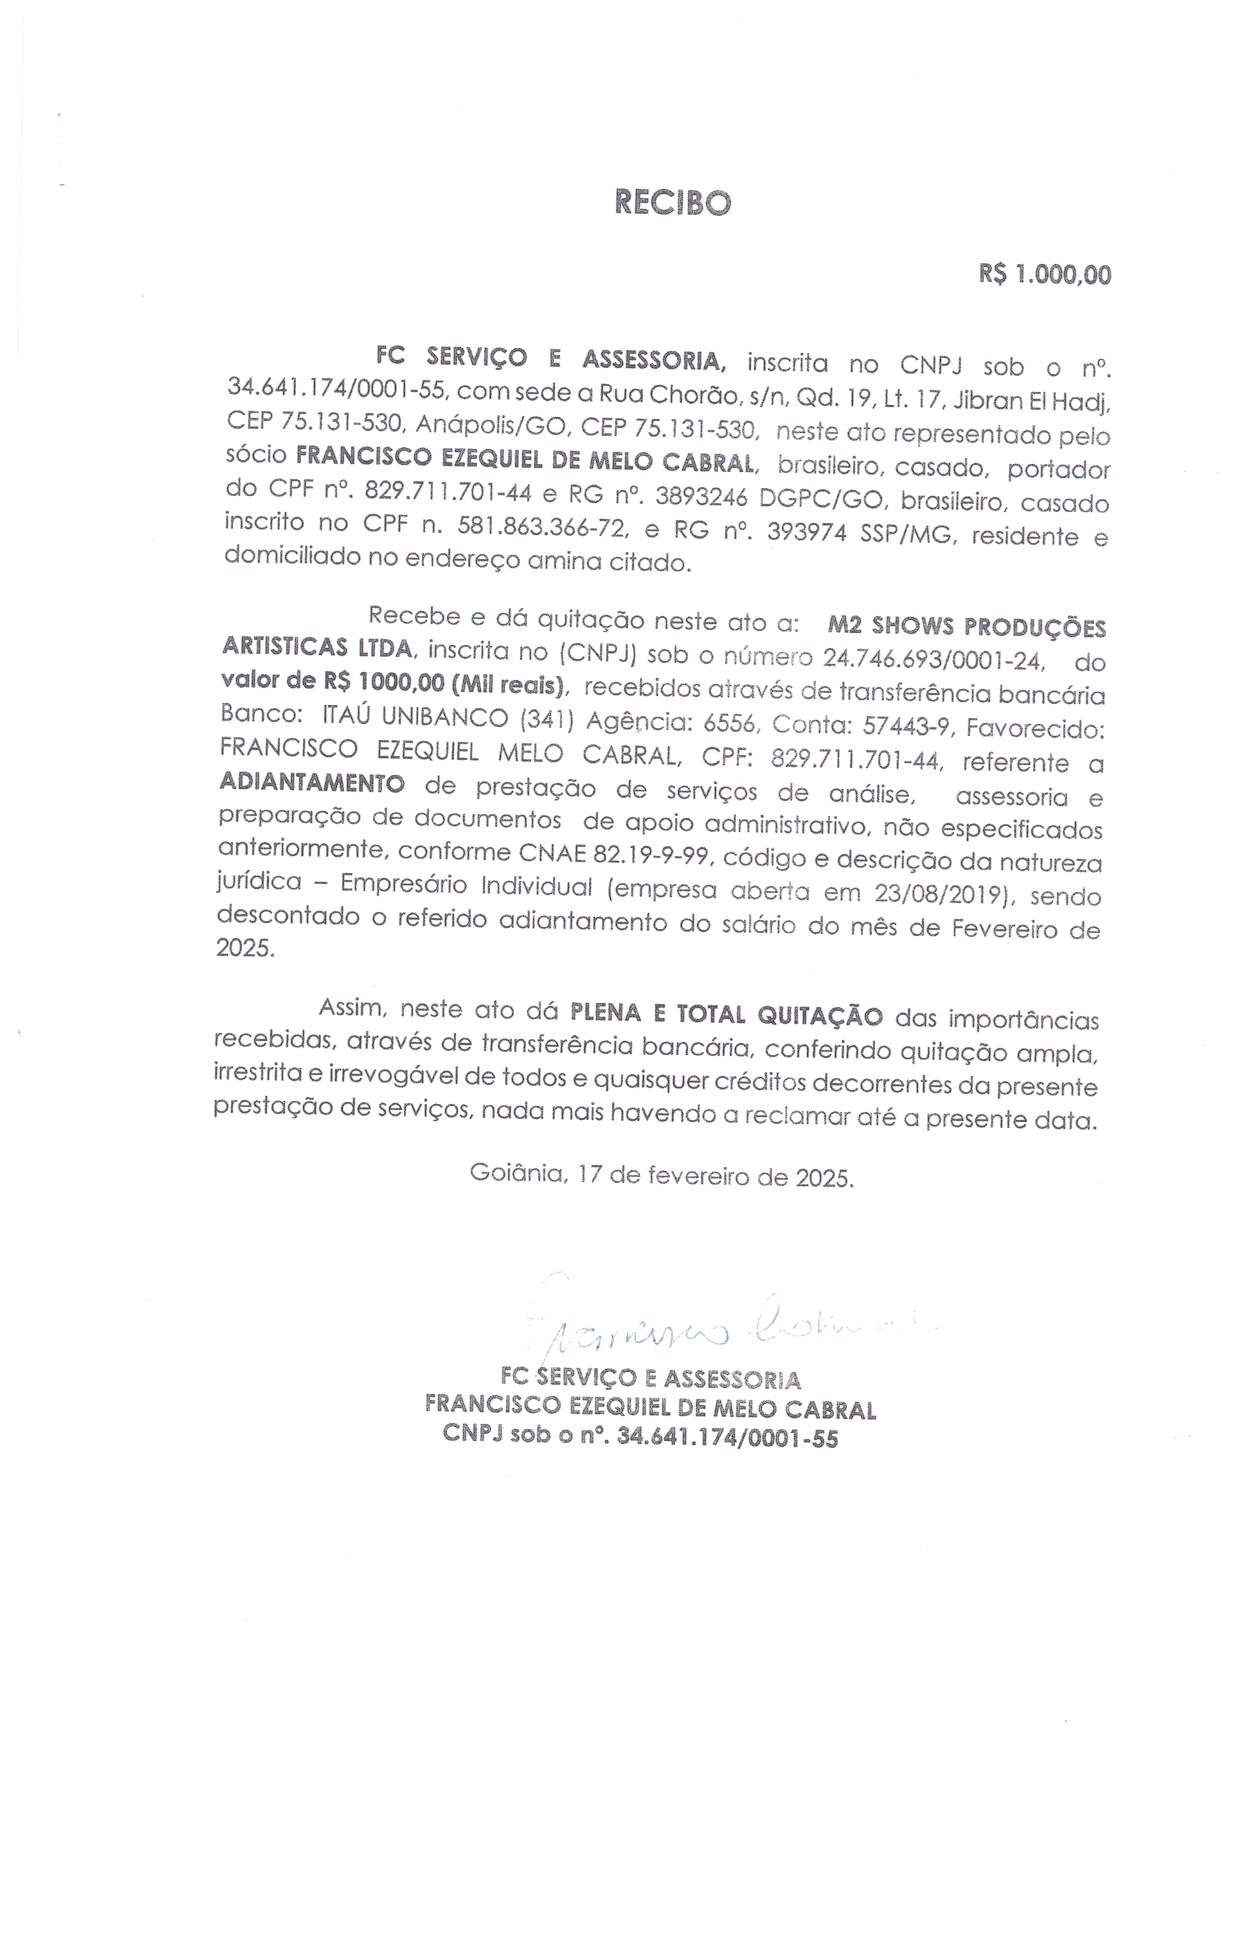 RECIBO
R$ 1.000,00
FC SERVIÇO E ASSESSORIA, inscrita no CNPJ sob o nº.
34.641.174/0001-55, com sede a Rua Chorão, s/n, Qd. 19, Lt. 17, Jibran El Hadj,
CEP 75.131-530, Anápolis/GO, CEP 75.131-530, neste ato representado pelo
sócio FRANCISCO EZEQUIEL DE MELO CABRAL, brasileiro, casado, portador
do CPF nº. 829.711.701-44 e RG nº. 3893246 DGPC/GO, brasileiro, casado
inscrito no CPF n. 581.863.366-72, e RG nº. 393974 SSP/MG, residente e
domiciliado no endereço amina citado.
Recebe e dá quitação neste ato a: M2 SHOWS PRODUÇÕES
ARTISTICAS LTDA, inscrita no (CNPJ) sob o número 24.746.693/0001-24, do
valor de R$ 1000,00 (Mil reais), recebidos através de transferência bancária
Banco: ITAÚ UNIBANCO (341) Agência: 6556, Conta: 57443-9, Favorecido:
FRANCISCO EZEQUIEL MELO CABRAL, CPF: 829.711.701-44, referente a
ADIANTAMENTO de prestação de serviços de análise, assessoria e
preparação de documentos de apoio administrativo, não especificados
anteriormente, conforme CNAE 82.19-9-99, código e descrição da natureza
jurídica – Empresário Individual (empresa aberta em 23/08/2019), sendo
descontado o referido adiantamento do salário do mês de Fevereiro de
2025.
Assim, neste ato dá PLENA E TOTAL QUITAÇÃO das importâncias
recebidas, através de transferência bancária, conferindo quitação ampla,
irrestrita e irrevogável de todos e quaisquer créditos decorrentes da presente
prestação de serviços, nada mais havendo a reclamar até a presente data.
Goiânia, 17 de fevereiro de 2025.
Francisco
FC SERVIÇO E ASSESSORIA
FRANCISCO EZEQUIEL DE MELO CABRAL
CNPJ sob o nº. 34.641.174/0001-55